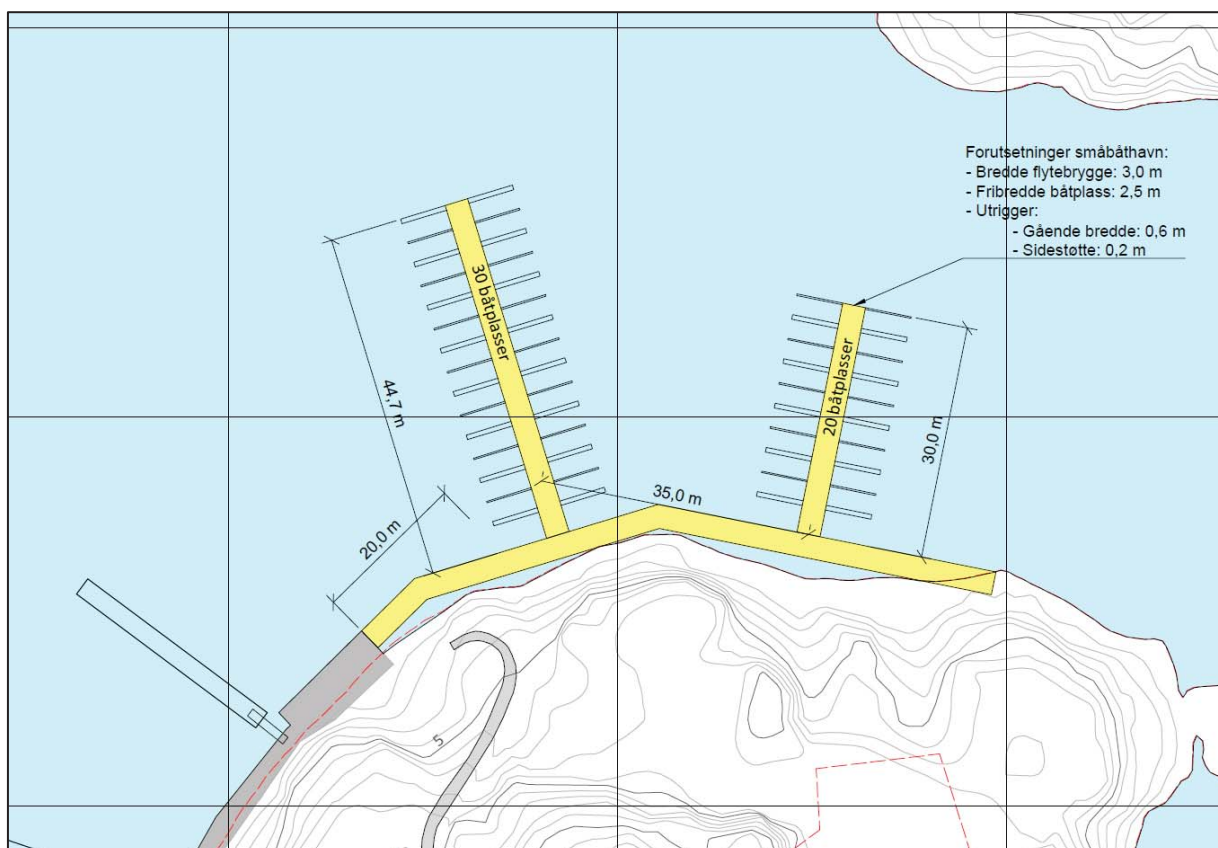 Forutsetninger småbåthavn:
- Bredde flytebrygge: 3,0 m
- Fribredde båtplass: 2,5 m
- Utrigger:
- Gående bredde: 0,6 m
- Sidestøtte: 0,2 m
30 båtplasser
20 båtplasser
44,7 m
30,0 m
35,0 m
20,0 m
5